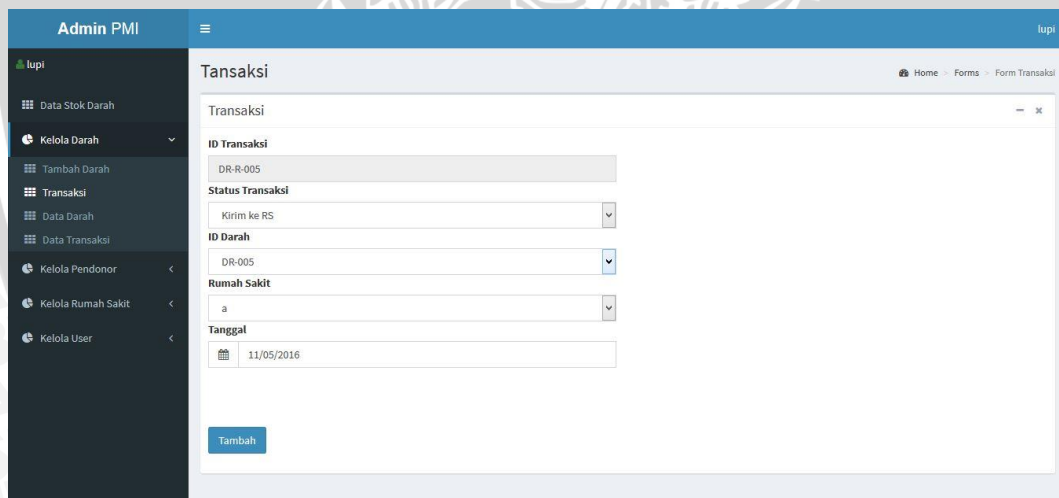 Admin PMI
lupi
lupi
Data Stok Darah
Kelola Darah
Tambah Darah
Transaksi
Data Darah
Data Transaksi
Kelola Pendonor
Kelola Rumah Sakit
Kelola User
Tansaksi
Home > Forms > Form Transaksi
Transaksi
ID Transaksi
DR-R-005
Status Transaksi
Kirim ke RS
ID Darah
DR-005
Rumah Sakit
a
Tanggal
11/05/2016
Tambah